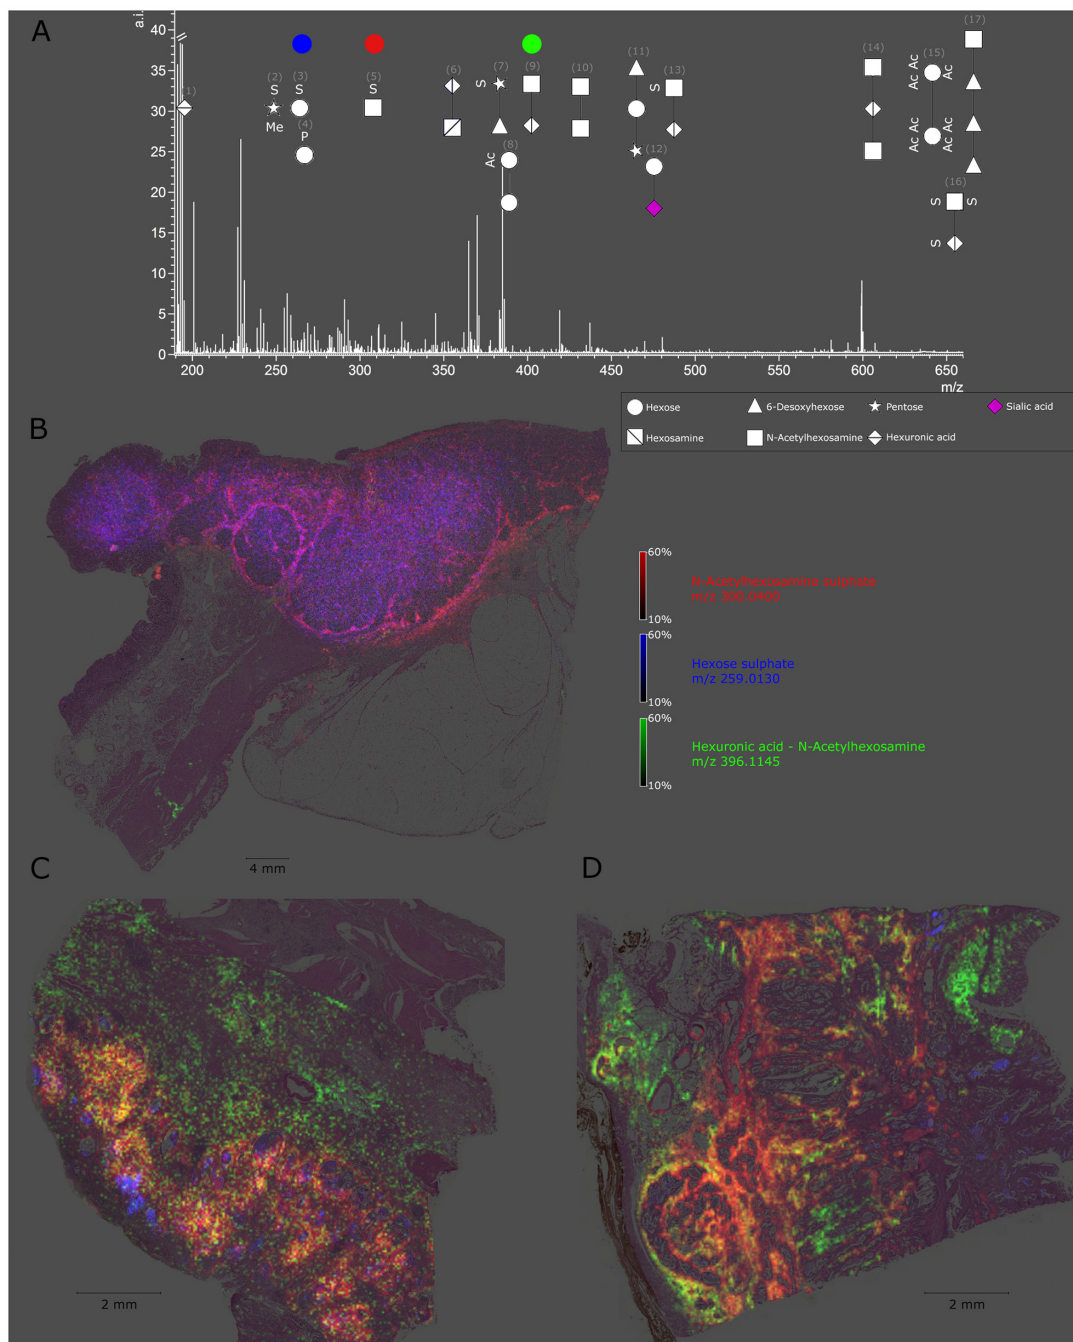 A
a.i.
40
35
30
25
20
15
10
5
0
(1)
(2)
S
Me
(3)
S
(4)
P
(5)
S
(6)
(7)
S
(8)
Ac
(9)
(10)
(11)
(12)
(13)
S
(14)
(15)
Ac Ac
Ac
Ac Ac
Ac Ac
(16)
S S
S
(17)
200 250 300 350 400 450 500 550 600 650
m/z
Hexose 6-Desoxyhexose Pentose Sialic acid
Hexosamine N-Acetylhexosamine Hexuronic acid
B
60%
N-Acetylhexosamine sulphate
m/z 300.0400
10%
60%
Hexose sulphate
m/z 259.0130
10%
60%
Hexuronic acid - N-Acetylhexosamine
m/z 396.1145
10%
4 mm
C
D
2 mm
2 mm